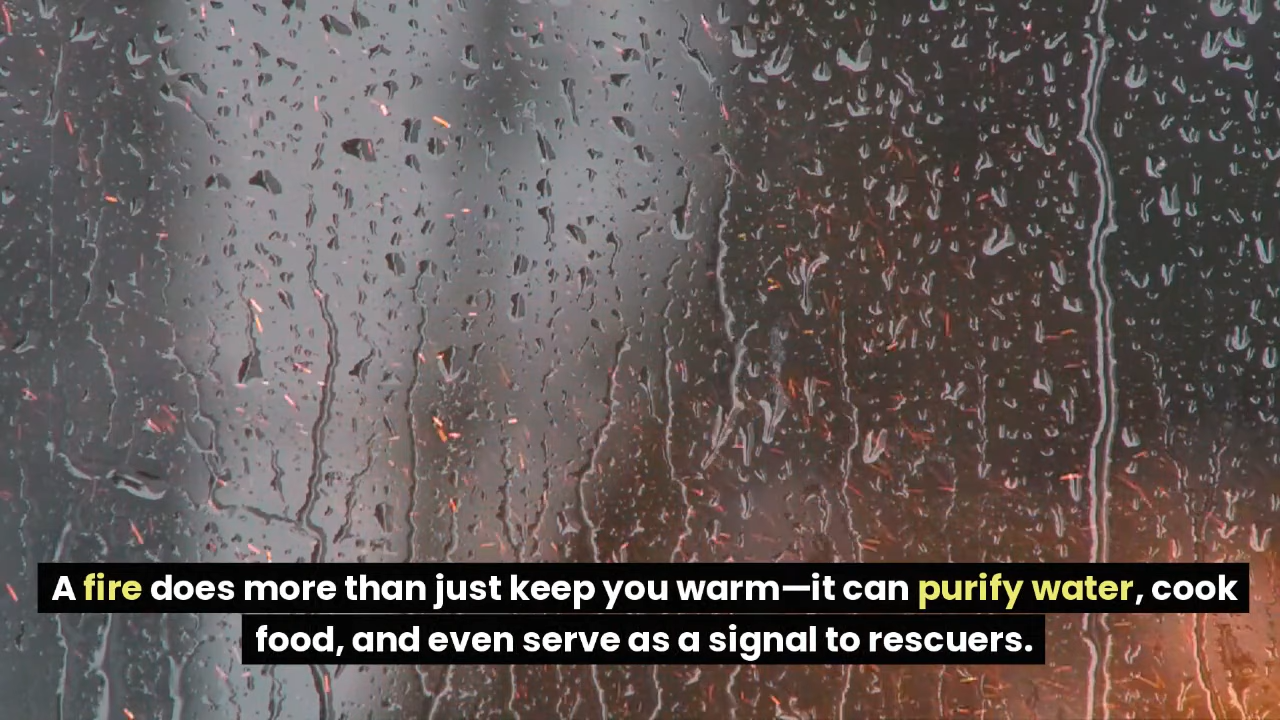 A fire does more than just keep you warm—it can purify water, cook
food, and even serve as a signal to rescuers.